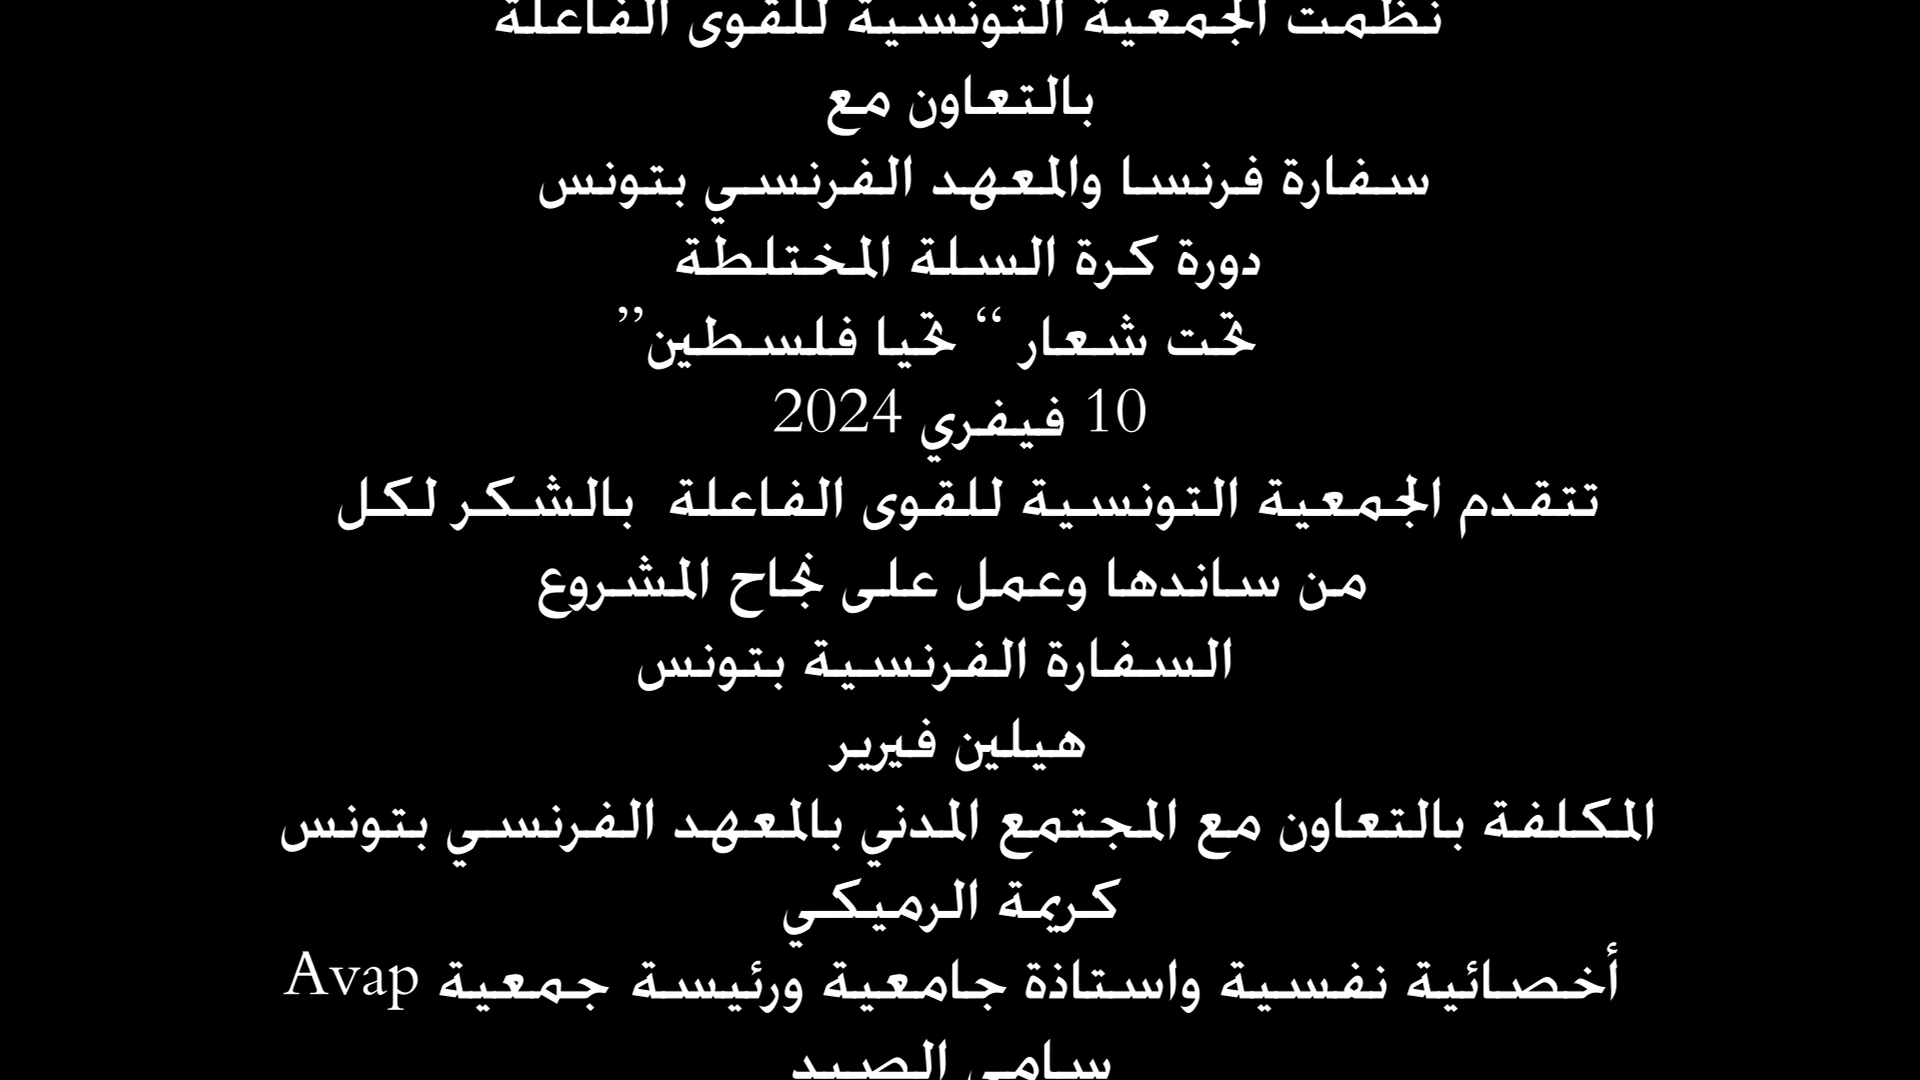 نظمت الجمعية التونسية للقوى الفاعلة
بالتعاون مع
سفارة فرنسا والمعهد الفرنسي بتونس
دورة كرة السلة المختلطة
تحت شعار “ تحيا فلسطين”
10 فيفري 2024
تتقدم الجمعية التونسية للقوى الفاعلة بالشكر لكل
من ساندها وعمل على نجاح المشروع
السفارة الفرنسية بتونس
هيلين فيرير
المكلفة بالتعاون مع المجتمع المدني بالمعهد الفرنسي بتونس
كريمة الرميكي
أخصائية نفسية واستاذة جامعية ورئيسة جمعية Avap
سامي الصيد